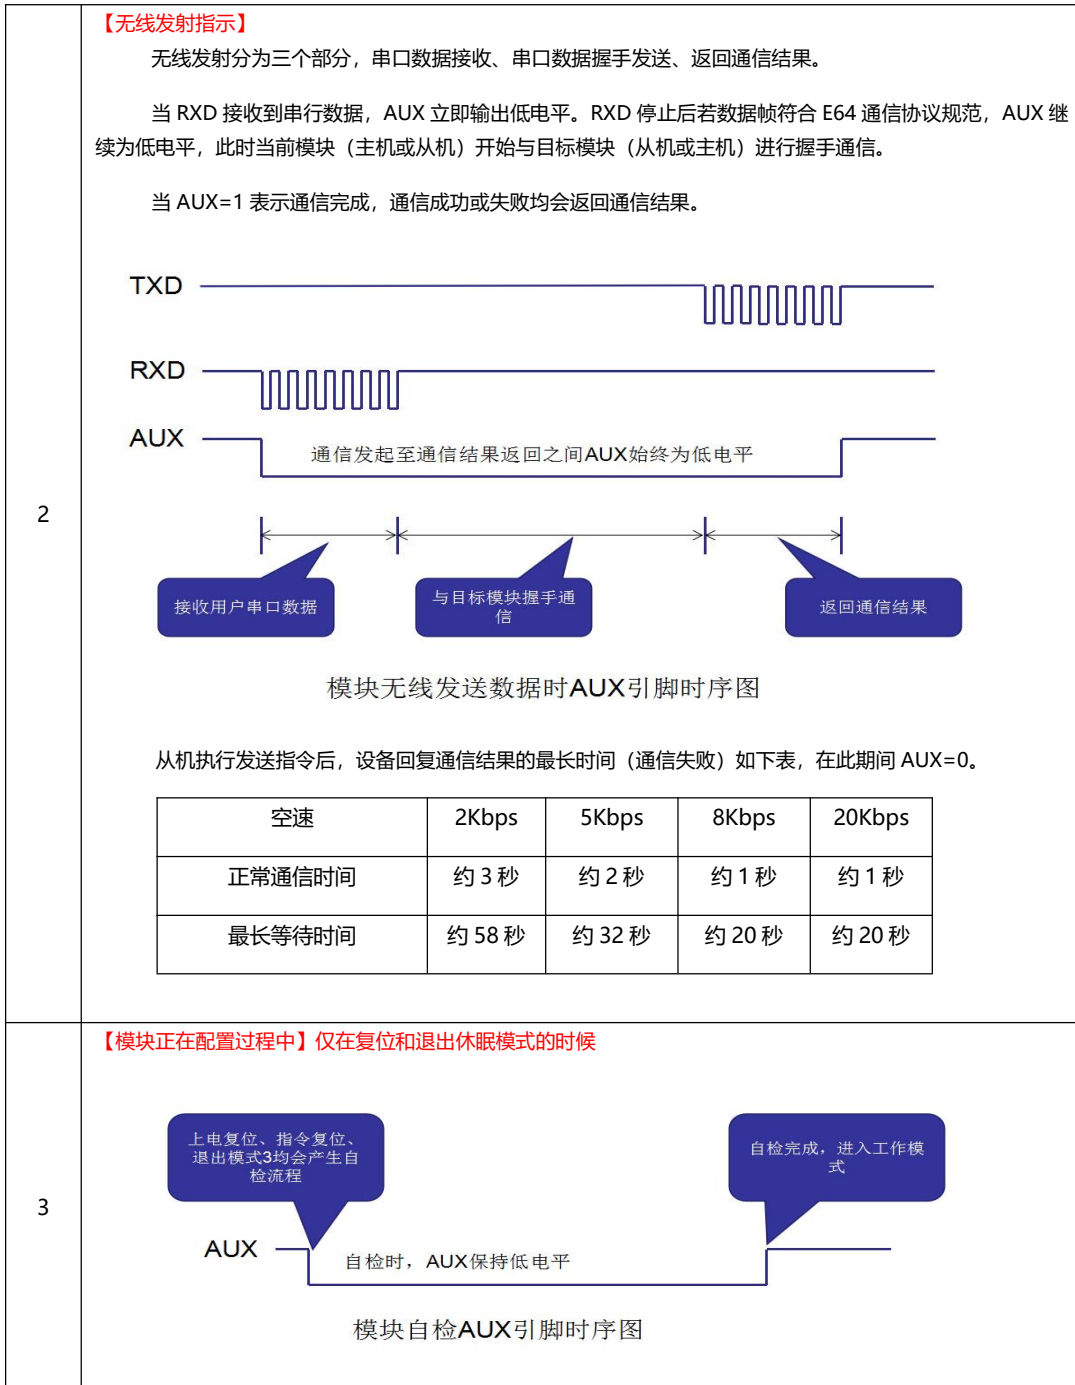 【无线发射指示】
无线发射分为三个部分，串口数据接收、串口数据握手发送、返回通信结果。
当 RXD 接收到串行数据，AUX 立即输出低电平。RXD 停止后若数据帧符合 E64 通信协议规范，AUX 继
续为低电平，此时当前模块（主机或从机）开始与目标模块（从机或主机）进行握手通信。
当 AUX=1 表示通信完成，通信成功或失败均会返回通信结果。
TXD
RXD
AUX
通信发起至通信结果返回之间AUX始终为低电平
2
接收用户串口数据
与目标模块握手通
信
返回通信结果
模块无线发送数据时AUX引脚时序图
从机执行发送指令后，设备回复通信结果的最长时间（通信失败）如下表，在此期间 AUX=0。
空速 2Kbps 5Kbps 8Kbps 20Kbps
正常通信时间 约 3 秒 约 2 秒 约 1 秒 约 1 秒
最长等待时间 约 58 秒 约 32 秒 约 20 秒 约 20 秒
【模块正在配置过程中】仅在复位和退出休眠模式的时候
上电复位、指令复位、
退出模式3均会产生自
检流程
自检完成，进入工作模
式
3
AUX
自检时，AUX保持低电平
模块自检AUX引脚时序图